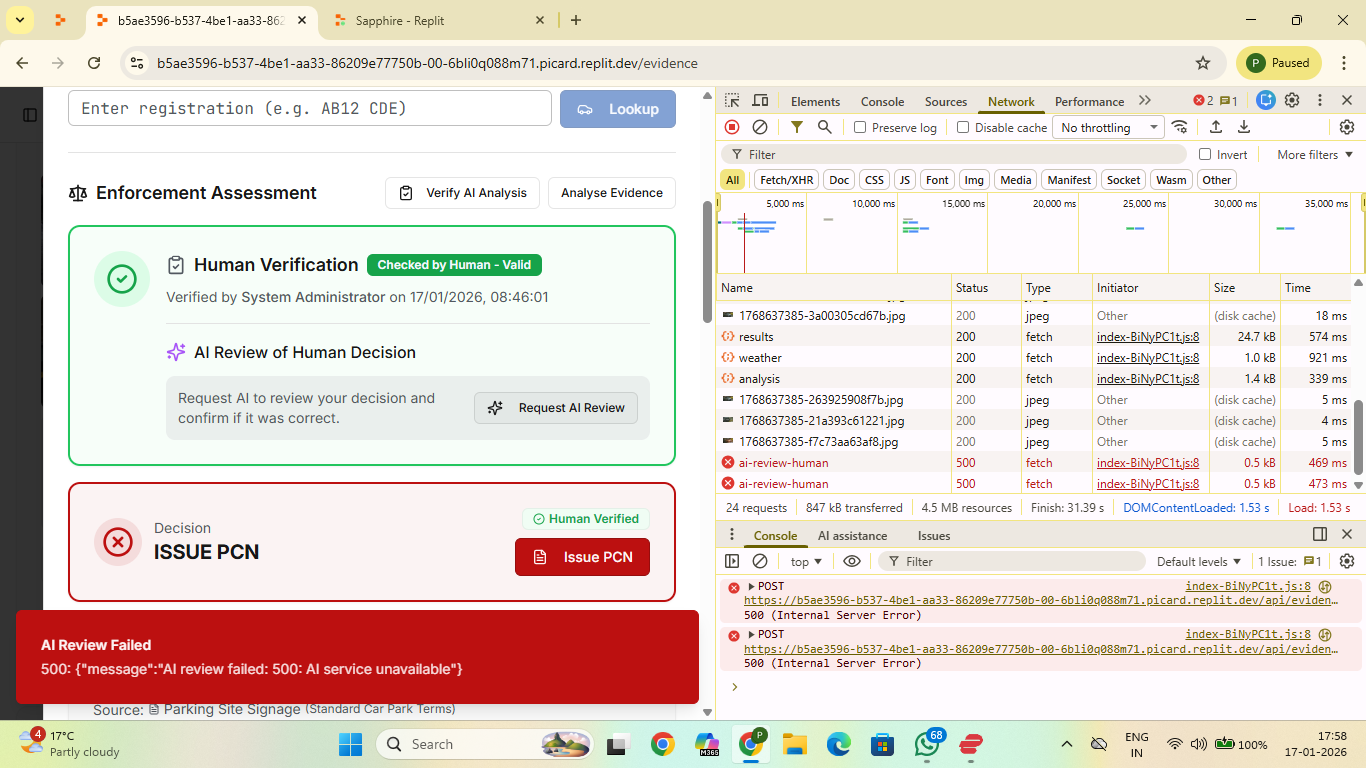 b5ae3596-b537-4be1-aa33-862
Sapphire - Replit
b5ae3596-b537-4be1-aa33-86209e77750b-00-6bli0q088m71.picard.replit.dev/evidence
P Paused
Enter registration (e.g. AB12 CDE)
Lookup
Enforcement Assessment
Verify AI Analysis
Analyse Evidence
Human Verification
Checked by Human - Valid
Verified by System Administrator on 17/01/2026, 08:46:01
AI Review of Human Decision
Request AI to review your decision and
confirm if it was correct.
Request AI Review
Decision
ISSUE PCN
Human Verified
Issue PCN
AI Review Failed
500: {"message":"AI review failed: 500: AI service unavailable"}
Source: Parking Site Signage (Standard Car Park Terms)
Elements Console Sources Network Performance
2 1
Preserve log Disable cache No throttling
Filter
Invert More filters
All Fetch/XHR Doc CSS JS Font Img Media Manifest Socket Wasm Other
5,000 ms 10,000 ms 15,000 ms 20,000 ms 25,000 ms 30,000 ms 35,000 ms
Name Status Type Initiator Size Time
1768637385-3a00305cd67b.jpg 200 jpeg Other (disk cache) 18 ms
results 200 fetch index-BiNyPC1t.js:8 24.7 kB 574 ms
weather 200 fetch index-BiNyPC1t.js:8 1.0 kB 921 ms
analysis 200 fetch index-BiNyPC1t.js:8 1.4 kB 339 ms
1768637385-263925908f7b.jpg 200 jpeg Other (disk cache) 5 ms
1768637385-21a393c61221.jpg 200 jpeg Other (disk cache) 4 ms
1768637385-f7c73aa63af8.jpg 200 jpeg Other (disk cache) 5 ms
ai-review-human 500 fetch index-BiNyPC1t.js:8 0.5 kB 469 ms
ai-review-human 500 fetch index-BiNyPC1t.js:8 0.5 kB 473 ms
24 requests 847 kB transferred 4.5 MB resources Finish: 31.39 s DOMContentLoaded: 1.53 s Load: 1.53 s
Console AI assistance Issues
top Filter Default levels 1 Issue: 1
POST index-BiNyPC1t.js:8
https://b5ae3596-b537-4be1-aa33-86209e77750b-00-6bli0q088m71.picard.replit.dev/api/eviden…
500 (Internal Server Error)
POST index-BiNyPC1t.js:8
https://b5ae3596-b537-4be1-aa33-86209e77750b-00-6bli0q088m71.picard.replit.dev/api/eviden…
500 (Internal Server Error)
4
17°C
Partly cloudy
Search
M365
P
68
ENG
IN
100%
17:58
17-01-2026